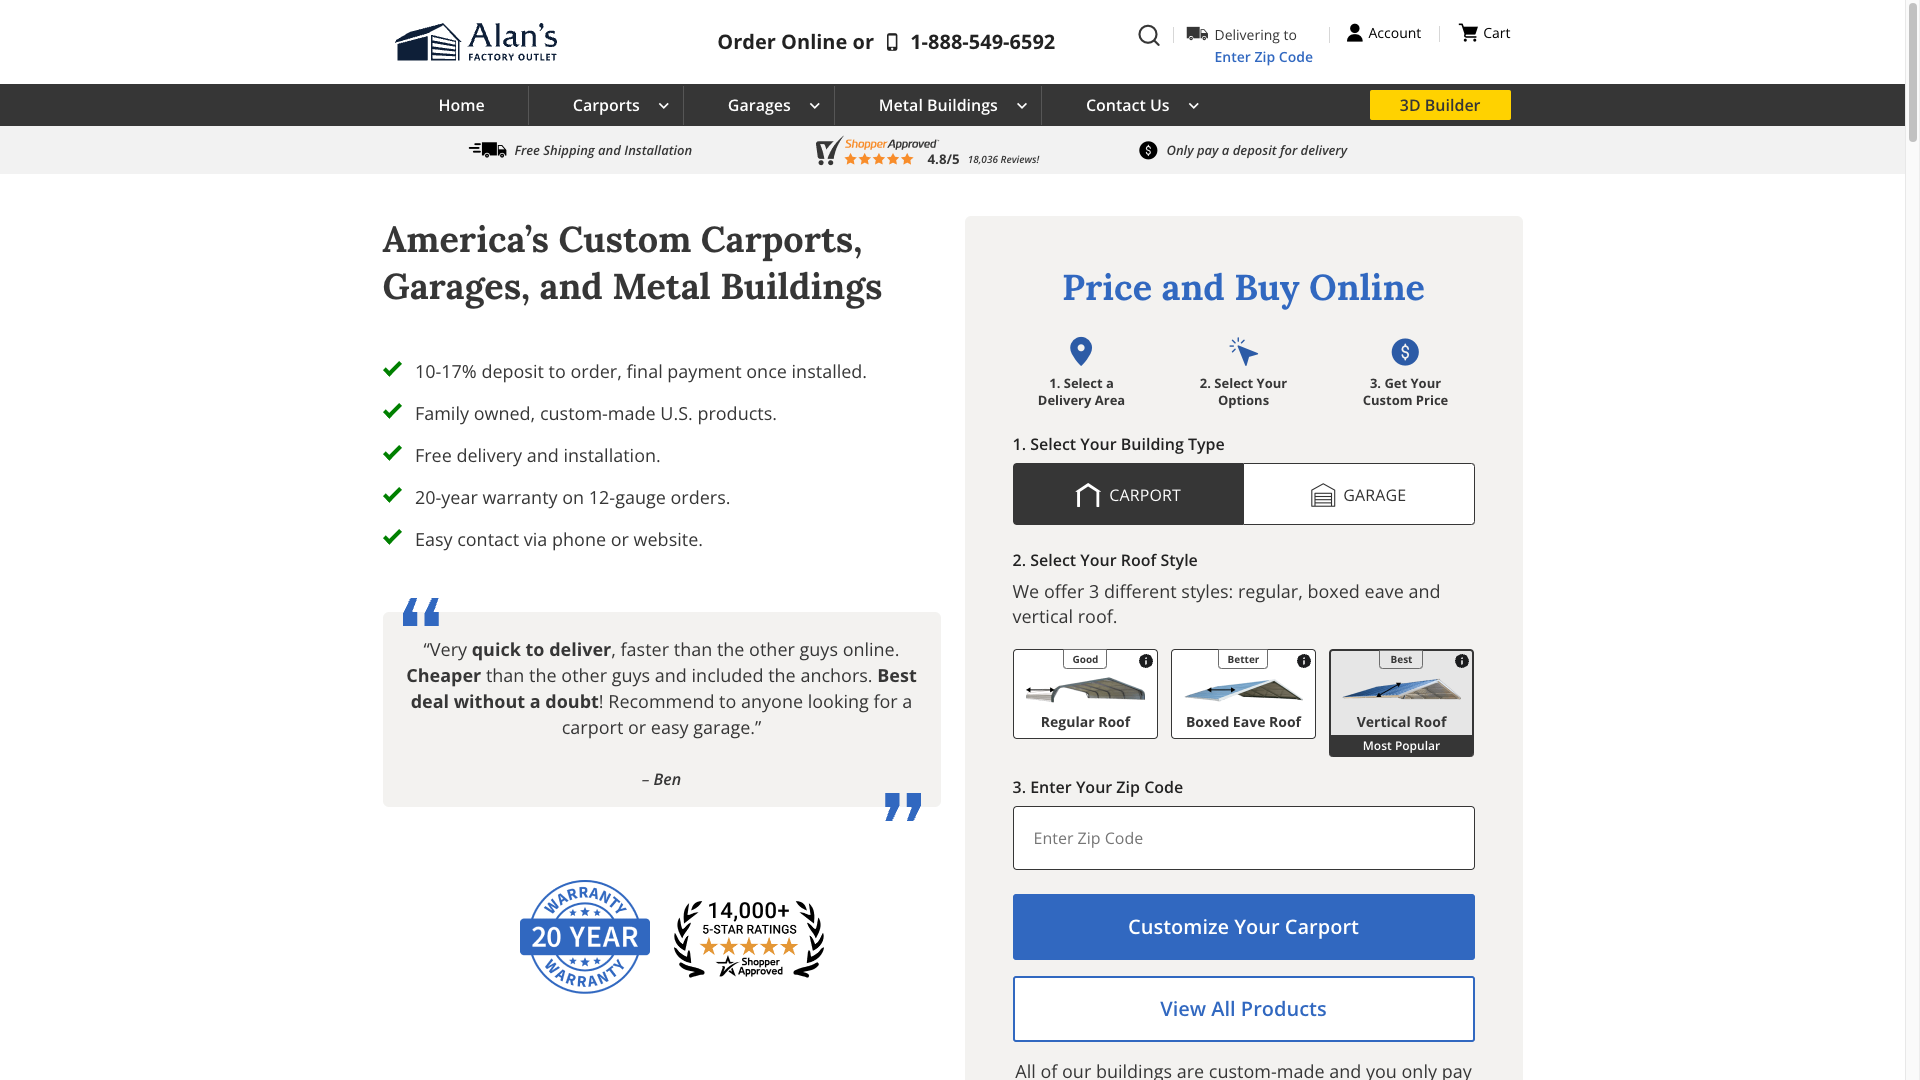 Alan's
FACTORY OUTLET
Order Online or 1-888-549-6592
Delivering to
Enter Zip Code
Account
Cart
Home
Carports
Garages
Metal Buildings
Contact Us
3D Builder
Free Shipping and Installation
ShopperApproved
4.8/5 18,036 Reviews!
Only pay a deposit for delivery
America’s Custom Carports,
Garages, and Metal Buildings
10-17% deposit to order, final payment once installed.
Family owned, custom-made U.S. products.
Free delivery and installation.
20-year warranty on 12-gauge orders.
Easy contact via phone or website.
“Very quick to deliver, faster than the other guys online.
Cheaper than the other guys and included the anchors. Best
deal without a doubt! Recommend to anyone looking for a
carport or easy garage.”
– Ben
WARRANTY
20 YEAR
WARRANTY
14,000+
5-STAR RATINGS
Shopper
Approved
Price and Buy Online
1. Select a
Delivery Area
2. Select Your
Options
3. Get Your
Custom Price
1. Select Your Building Type
CARPORT
GARAGE
2. Select Your Roof Style
We offer 3 different styles: regular, boxed eave and
vertical roof.
Good
Regular Roof
Better
Boxed Eave Roof
Best
Vertical Roof
Most Popular
3. Enter Your Zip Code
Enter Zip Code
Customize Your Carport
View All Products
All of our buildings are custom-made and you only pay